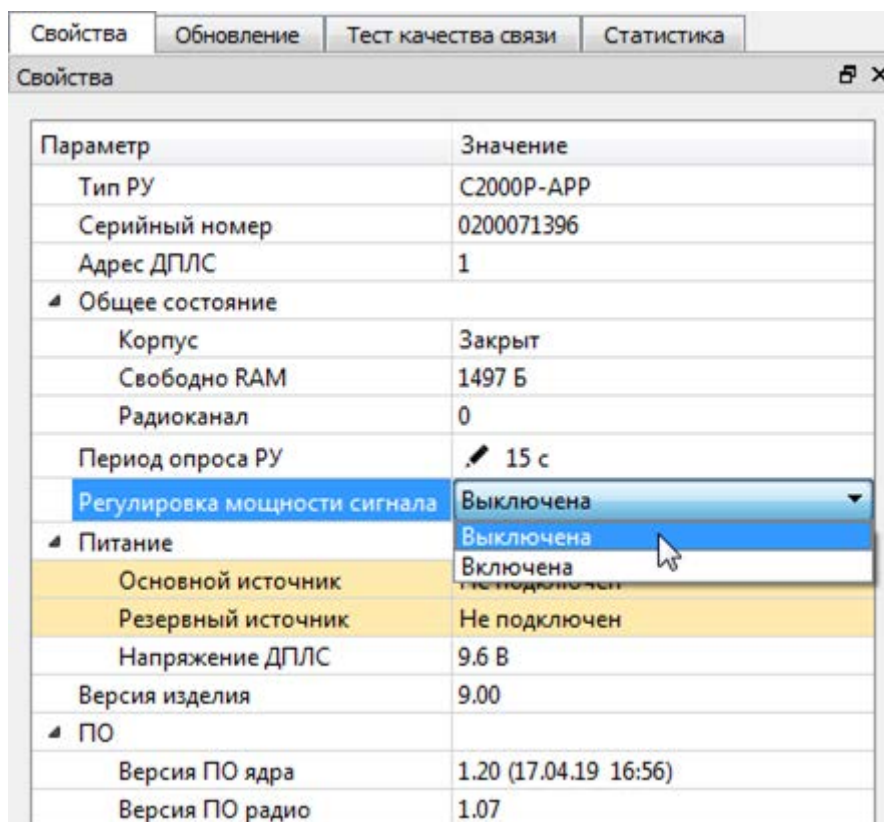 Свойства Обновление Тест качества связи Статистика
Свойства
Параметр Значение
Тип РУ С2000Р-АРР
Серийный номер 0200071396
Адрес ДПЛС 1
Общее состояние
Корпус Закрыт
Свободно RAM 1497 Б
Радиоканал 0
Период опроса РУ 15 с
Регулировка мощности сигнала Выключена
Выключена
Включена
Питание
Основной источник Не подключен
Резервный источник Не подключен
Напряжение ДПЛС 9.6 В
Версия изделия 9.00
ПО
Версия ПО ядра 1.20 (17.04.19 16:56)
Версия ПО радио 1.07